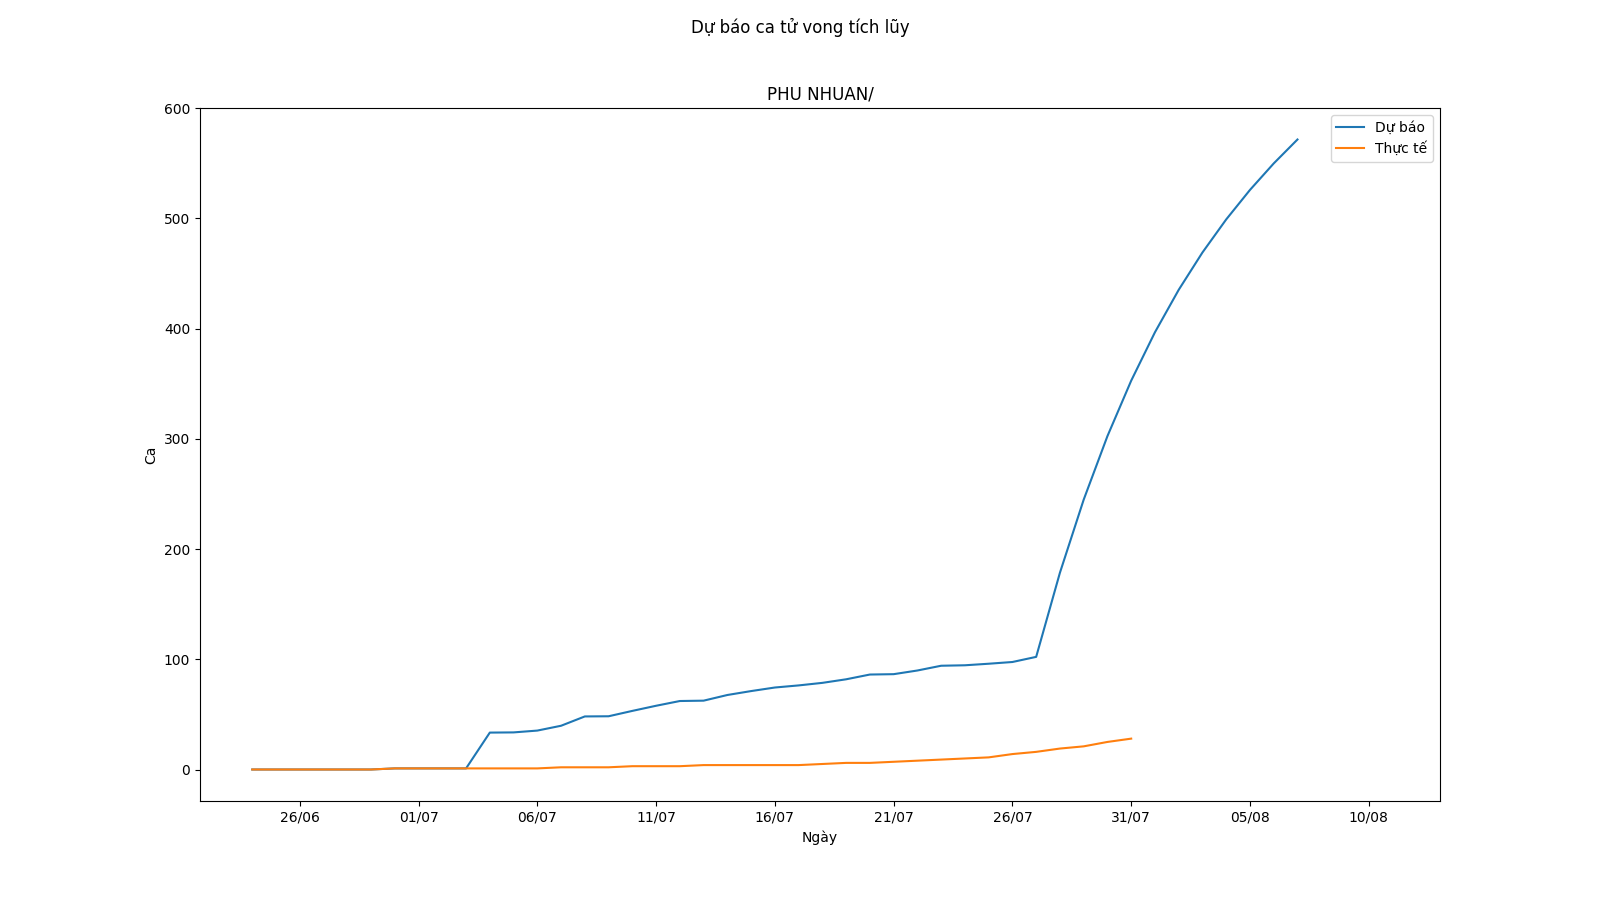 Dự báo ca tử vong tích lũy
PHU NHUAN/
600
500
400
300
200
100
0
Ca
Dự báo
Thực tế
26/06
01/07
06/07
11/07
16/07
21/07
26/07
31/07
05/08
10/08
Ngày